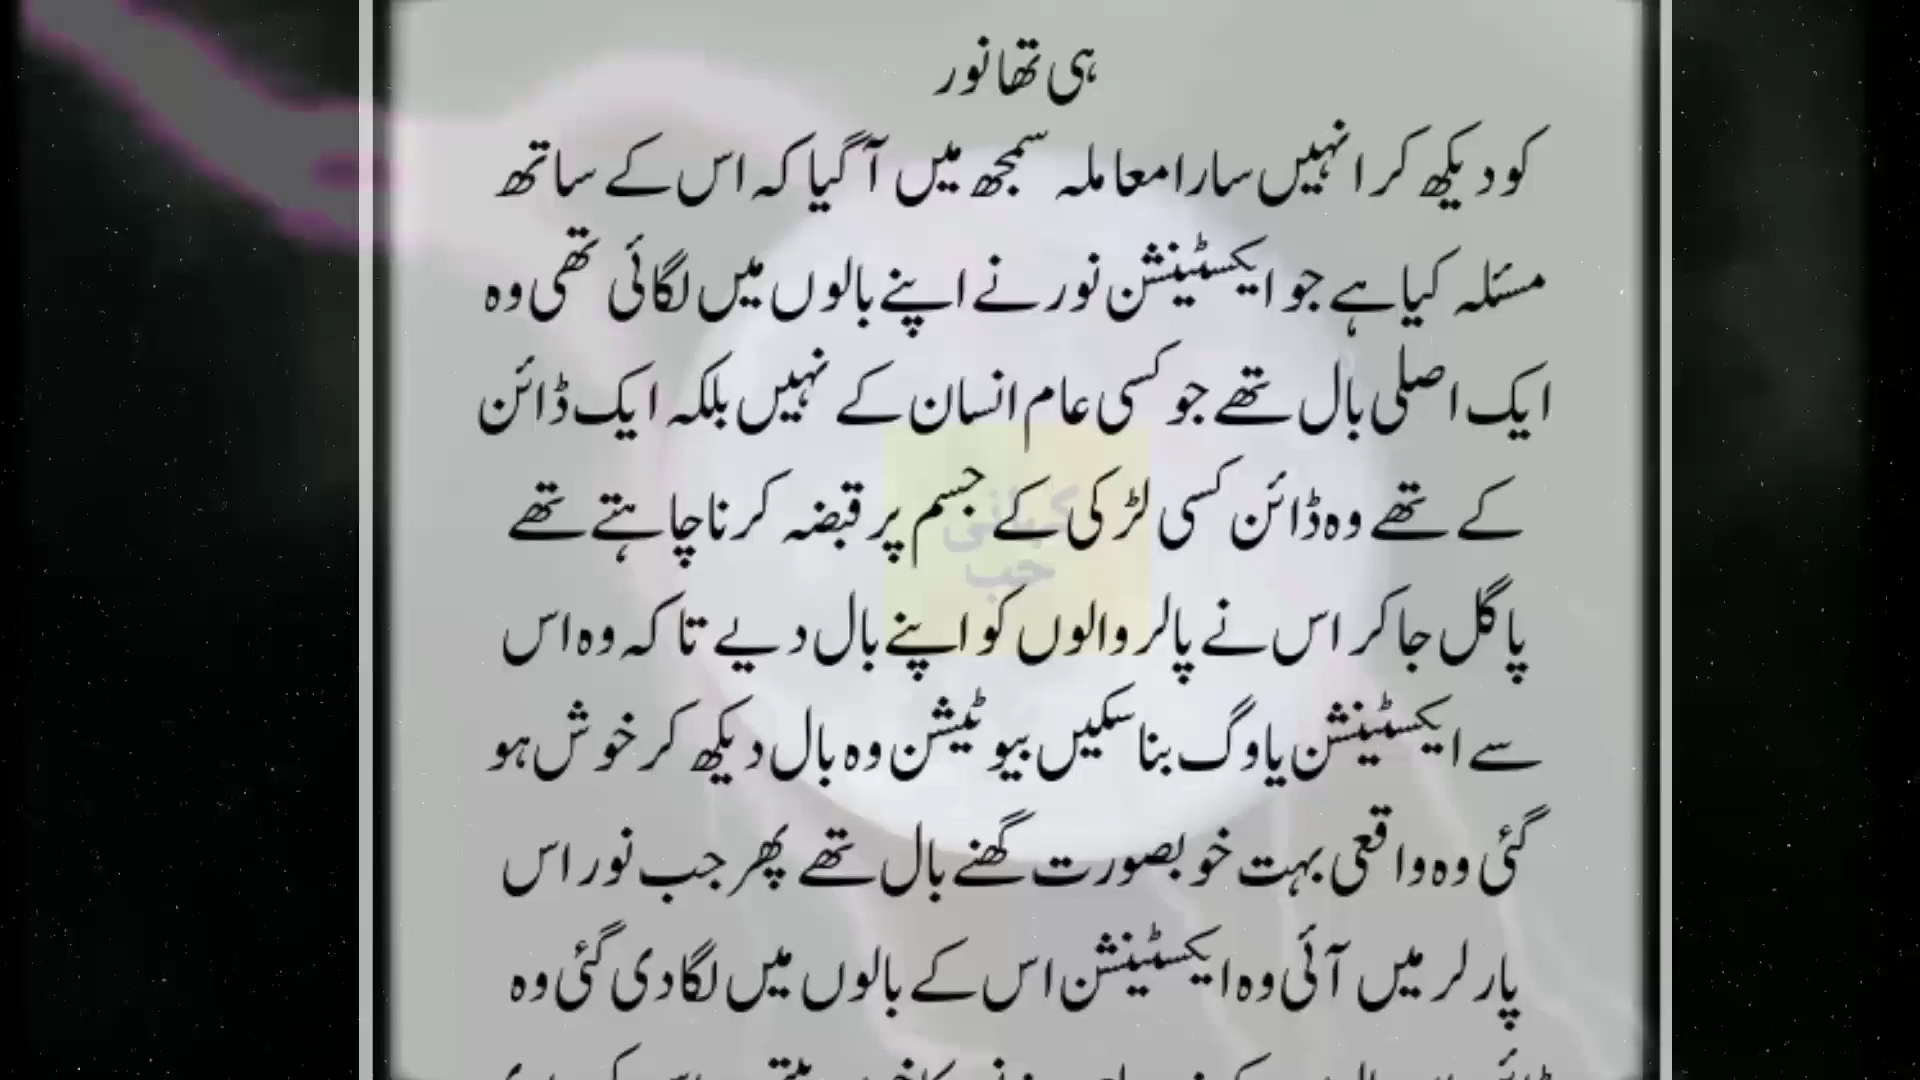 ہی تھا نور
کو دیکھ کر انہیں سارا معاملہ سمجھ میں آ گیا کہ اس کے ساتھ
مسئلہ کیا ہے جو ایکسٹینشن نور نے اپنے بالوں میں لگائی تھی وہ
ایک اصلی بال تھے جو کسی عام انسان کے نہیں بلکہ ایک ڈائن
کے تھے وہ ڈائن کسی لڑکی کے جسم پر قبضہ کرنا چاہتے تھے
پاگل جا کر اس نے پالر والوں کو اپنے بال دیے تاکہ وہ اس
سے ایکسٹینشن یا وگ بنا سکیں بیوٹیشن وہ بال دیکھ کر خوش ہو
گئی وہ واقعی بہت خوبصورت گھنے بال تھے پھر جب نور اس
پارلر میں آئی وہ ایکسٹینشن اس کے بالوں میں لگا دی گئی وہ